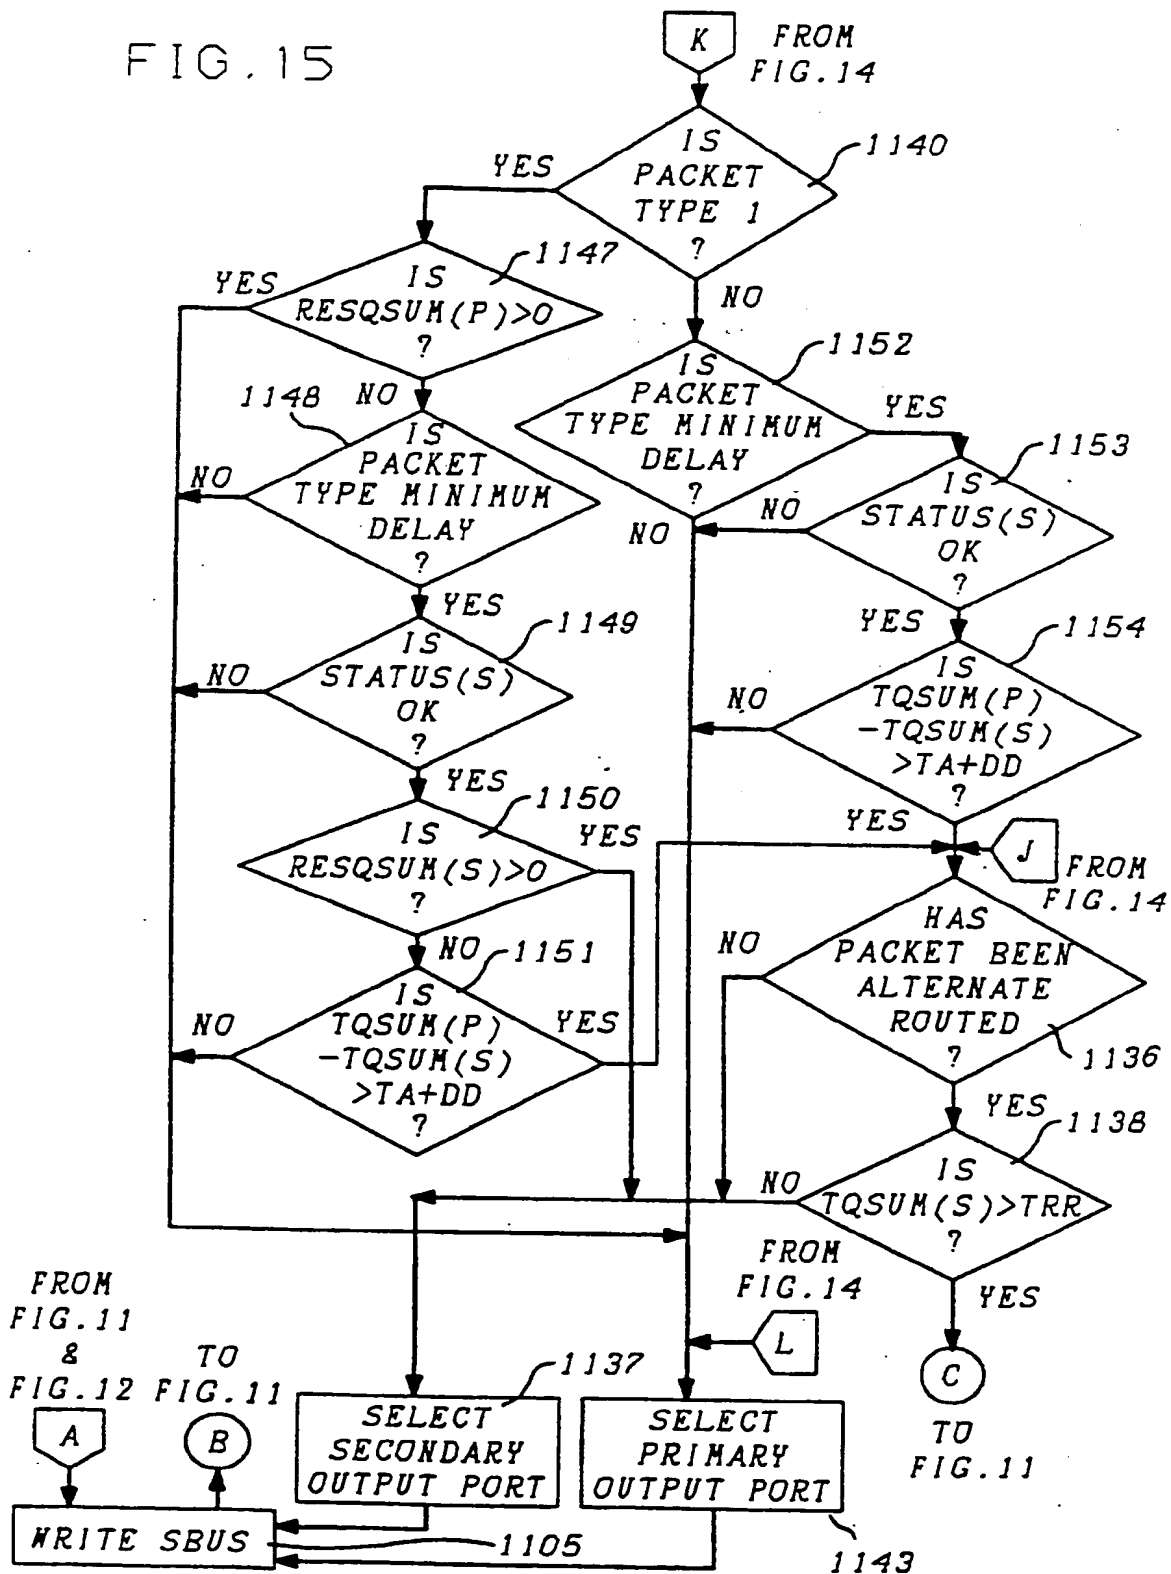 FIG.15
K
FROM
FIG.14
IS
PACKET
TYPE 1
?
1140
YES
NO
IS
RESQSUM(P)>0
?
1147
YES
NO
IS
PACKET
TYPE MINIMUM
DELAY
?
1152
YES
NO
1148
IS
PACKET
TYPE MINIMUM
DELAY
?
NO
YES
IS
STATUS(S)
OK
?
1153
NO
YES
IS
STATUS(S)
OK
?
1149
NO
YES
IS
TQSUM(P)
-TQSUM(S)
>TA+DD
?
1154
NO
YES
IS
RESQSUM(S)>0
?
1150
YES
NO
J
FROM
FIG.14
IS
TQSUM(P)
-TQSUM(S)
>TA+DD
?
1151
NO
YES
HAS
PACKET BEEN
ALTERNATE
ROUTED
?
1136
NO
YES
IS
TQSUM(S)>TRR
?
1138
NO
YES
FROM
FIG.14
L
C
TO
FIG.11
FROM
FIG.11
&
FIG.12
A
TO
FIG.11
B
1137
SELECT
SECONDARY
OUTPUT PORT
SELECT
PRIMARY
OUTPUT PORT
1143
WRITE SBUS
1105